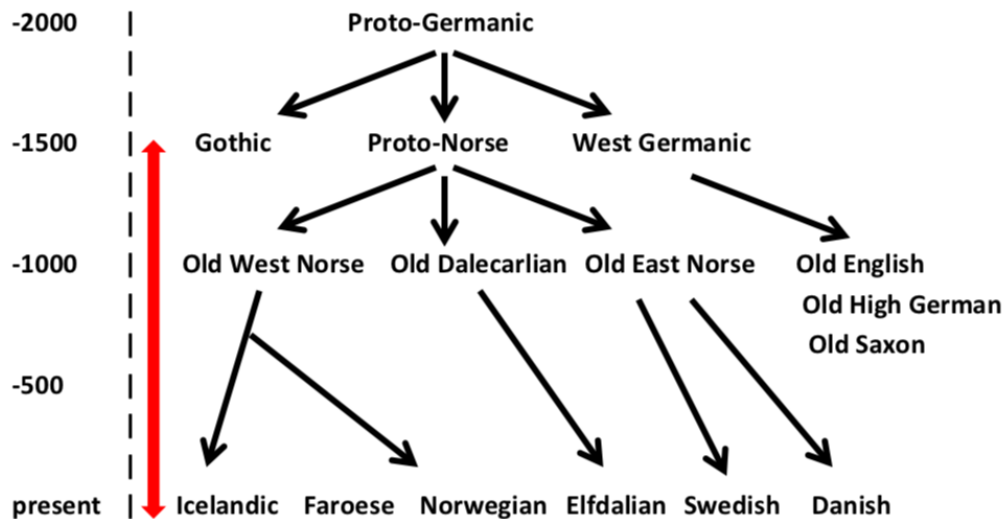 -2000 Proto-Germanic
-1500 Gothic Proto-Norse West Germanic
-1000 Old West Norse Old Dalecarlian Old East Norse Old English
Old High German
Old Saxon
-500
present Icelandic Faroese Norwegian Elfdalian Swedish Danish